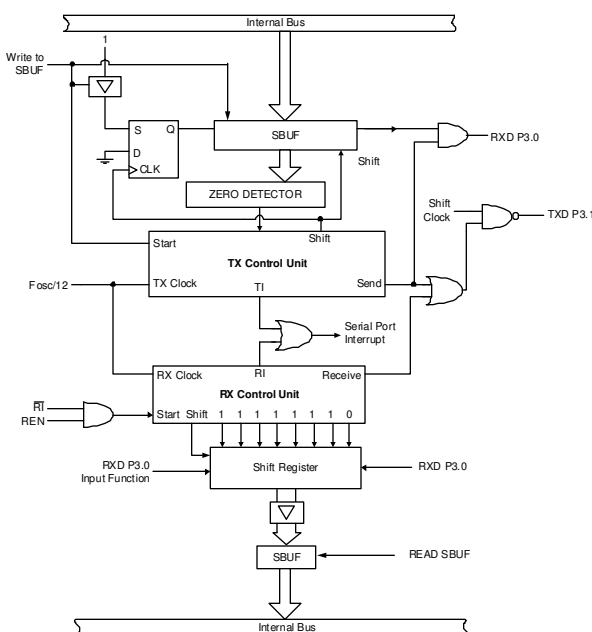 Internal Bus
1
Write to
SBUF
S
Q
D
CLK
SBUF
Shift
RXD P3.0
ZERO DETECTOR
Shift
Clock
TXD P3.1
Start
Shift
TX Control Unit
Fosc/12
TX Clock
TI
Send
Serial Port
Interrupt
RX Clock
RI
Receive
RX Control Unit
RI
REN
Start
Shift
1 1 1 1 1 1 1 0
RXD P3.0
Input Function
Shift Register
RXD P3.0
SBUF
READ SBUF
Internal Bus